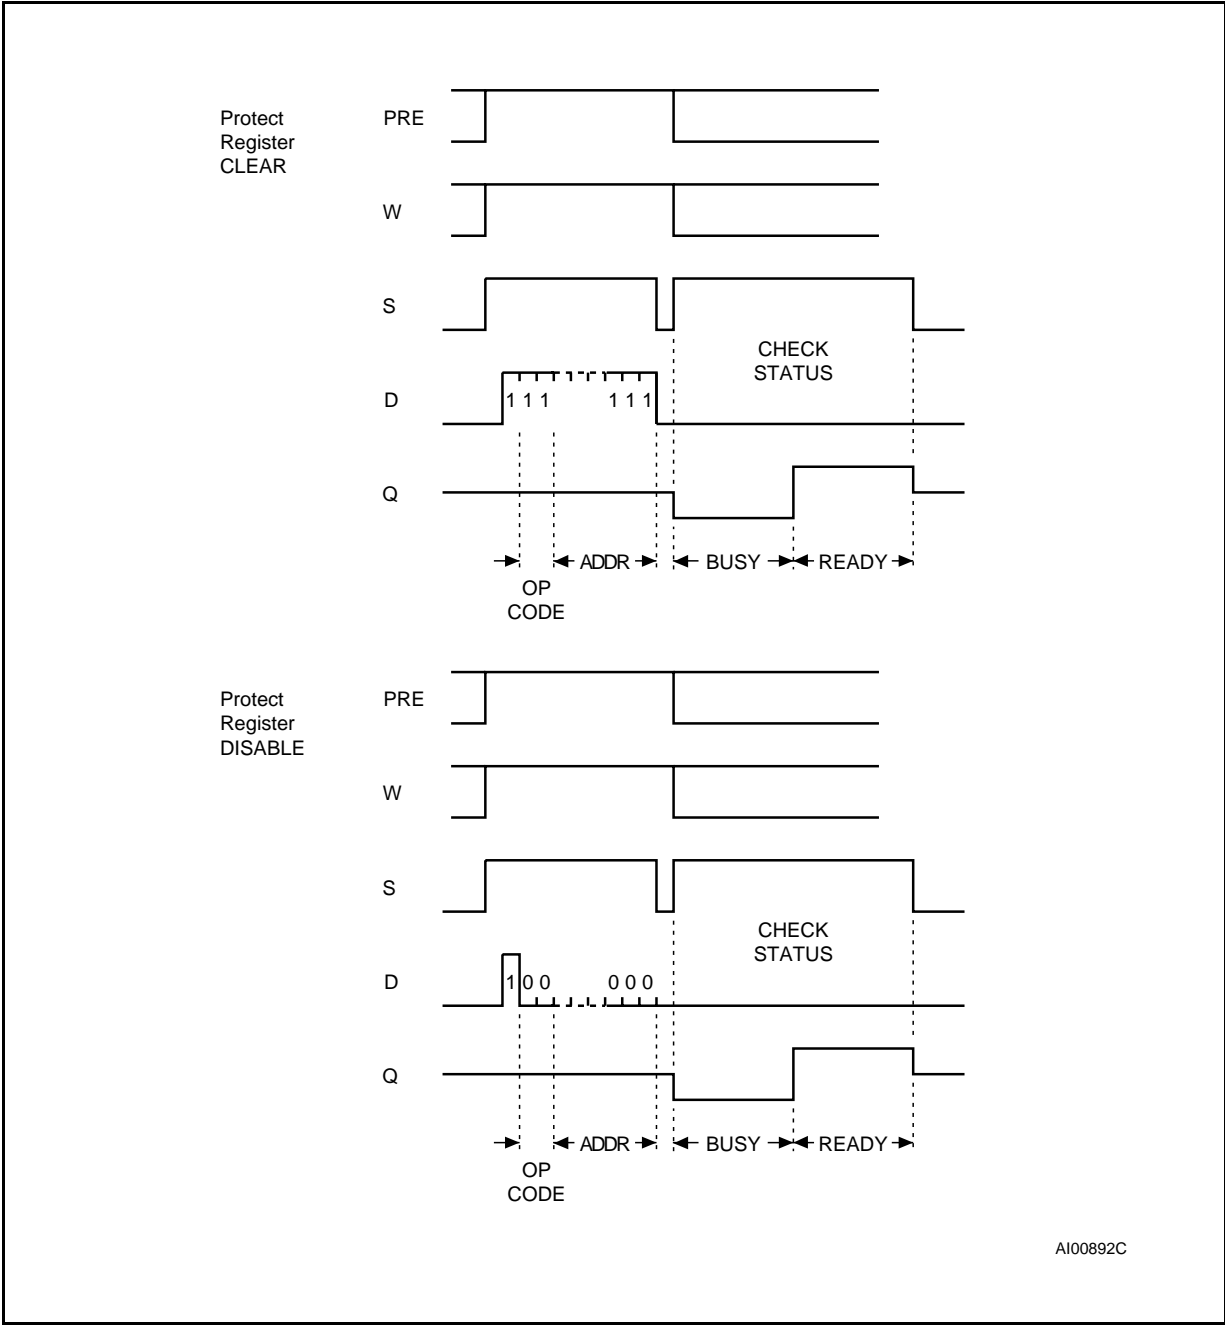 Protect
Register
CLEAR
PRE
W
S
CHECK
STATUS
D
1 1 1 1 1 1
Q
ADDR BUSY READY
OP
CODE
Protect
Register
DISABLE
PRE
W
S
CHECK
STATUS
D
1 0 0 0 0 0
Q
ADDR BUSY READY
OP
CODE
AI00892C